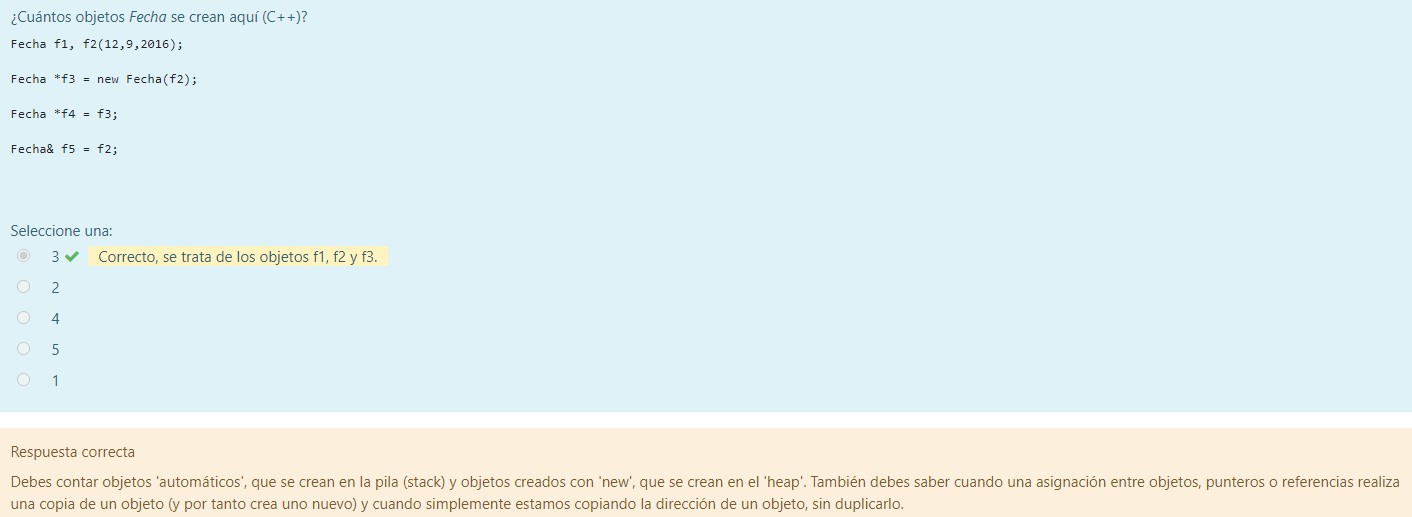 ¿Cuántos objetos Fecha se crean aquí (C++)?
Fecha f1, f2(12,9,2016);
Fecha *f3 = new Fecha(f2);
Fecha *f4 = f3;
Fecha& f5 = f2;
Seleccione una:
3 ✔ Correcto, se trata de los objetos f1, f2 y f3.
2
4
5
1
Respuesta correcta
Debes contar objetos 'automáticos', que se crean en la pila (stack) y objetos creados con 'new', que se crean en el 'heap'. También debes saber cuando una asignación entre objetos, punteros o referencias realiza
una copia de un objeto (y por tanto crea uno nuevo) y cuando simplemente estamos copiando la dirección de un objeto, sin duplicarlo.